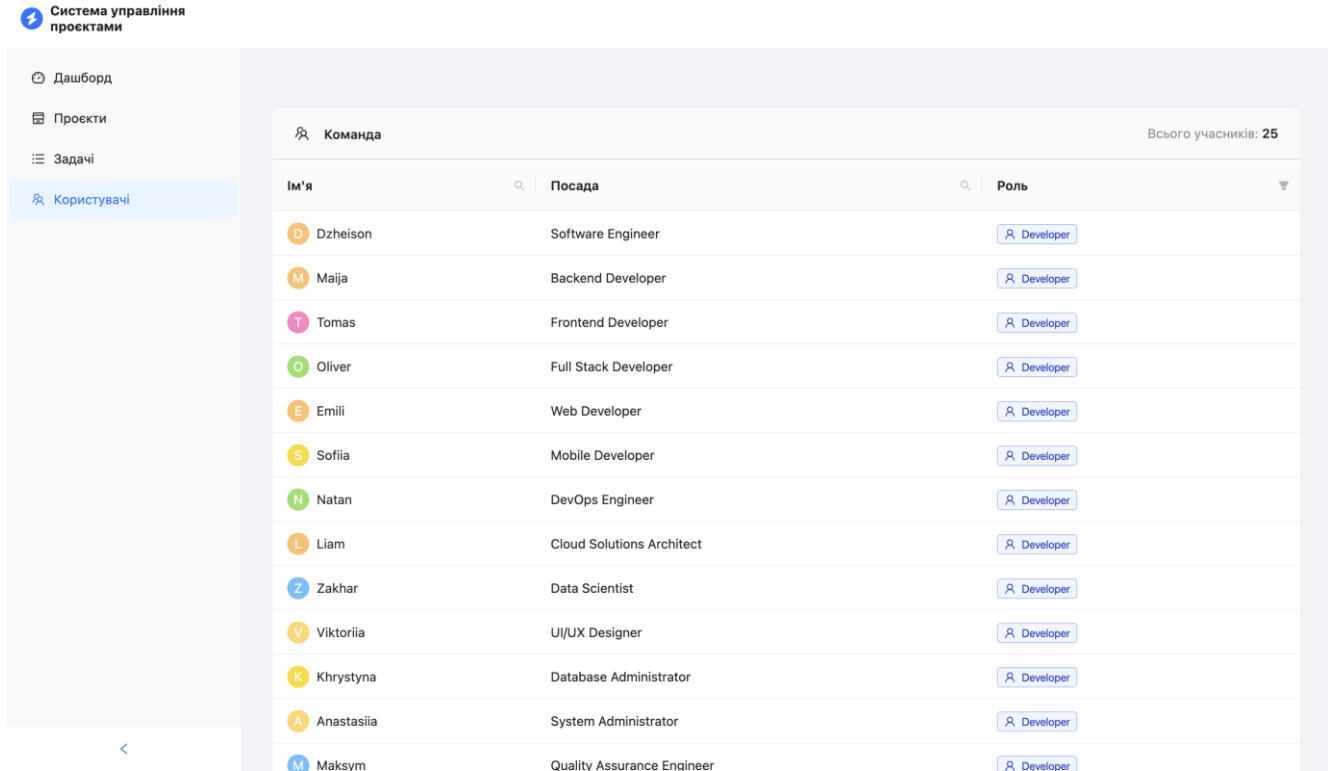 Система управління
проєктами
Дашборд
Проєкти
Задачі
Користувачі
Команда
Всього учасників: 25
Ім'я Посада Роль
D Dzheison Software Engineer Developer
M Maija Backend Developer Developer
T Tomas Frontend Developer Developer
O Oliver Full Stack Developer Developer
E Emili Web Developer Developer
S Sofiia Mobile Developer Developer
N Natan DevOps Engineer Developer
L Liam Cloud Solutions Architect Developer
Z Zakhar Data Scientist Developer
V Viktoriia UI/UX Designer Developer
K Khrystyna Database Administrator Developer
A Anastasiia System Administrator Developer
M Maksym Quality Assurance Engineer Developer